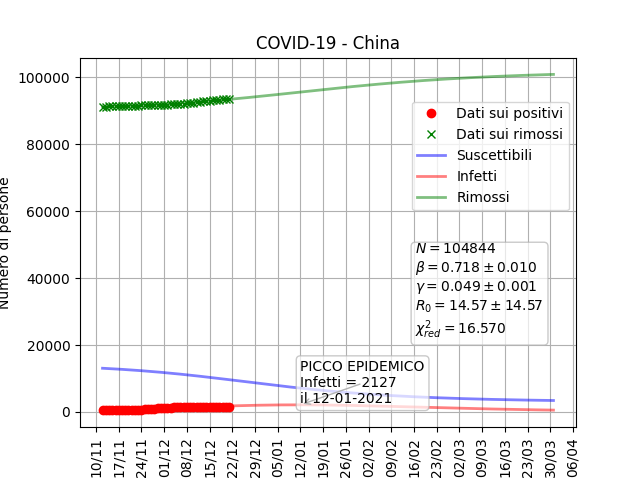 COVID-19 - China
Numero di persone
100000
80000
60000
40000
20000
0
Dati sui positivi
Dati sui rimossi
Suscettibili
Infetti
Rimossi
N = 104844
β = 0.718 ± 0.010
γ = 0.049 ± 0.001
R₀ = 14.57 ± 14.57
χ²red = 16.570
PICCO EPIDEMICO
Infetti = 2127
il 12-01-2021
10/11 17/11 24/11 01/12 08/12 15/12 22/12 29/12 05/01 12/01 19/01 26/01 02/02 09/02 16/02 23/02 02/03 09/03 16/03 23/03 30/03 06/04